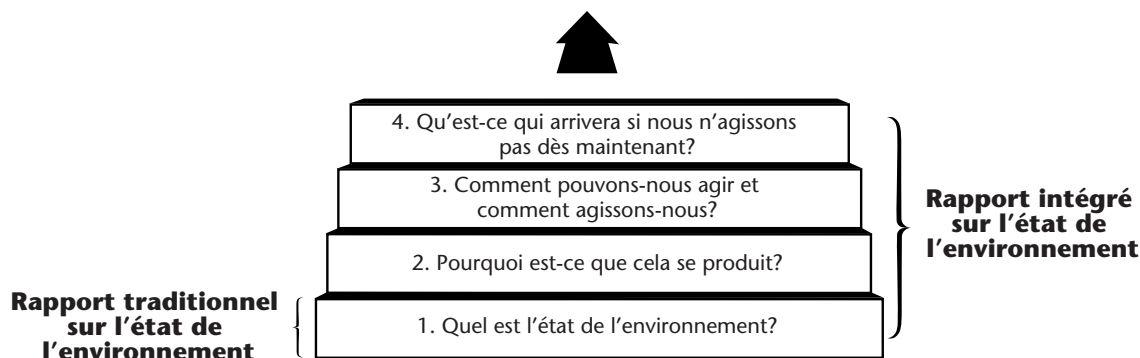 4. Qu’est-ce qui arrivera si nous n’agissons
pas dès maintenant?
3. Comment pouvons-nous agir et
comment agissons-nous?
2. Pourquoi est-ce que cela se produit?
1. Quel est l’état de l’environnement?
Rapport intégré
sur l’état de
l’environnement
Rapport traditionnel
sur l’état de
l’environnement